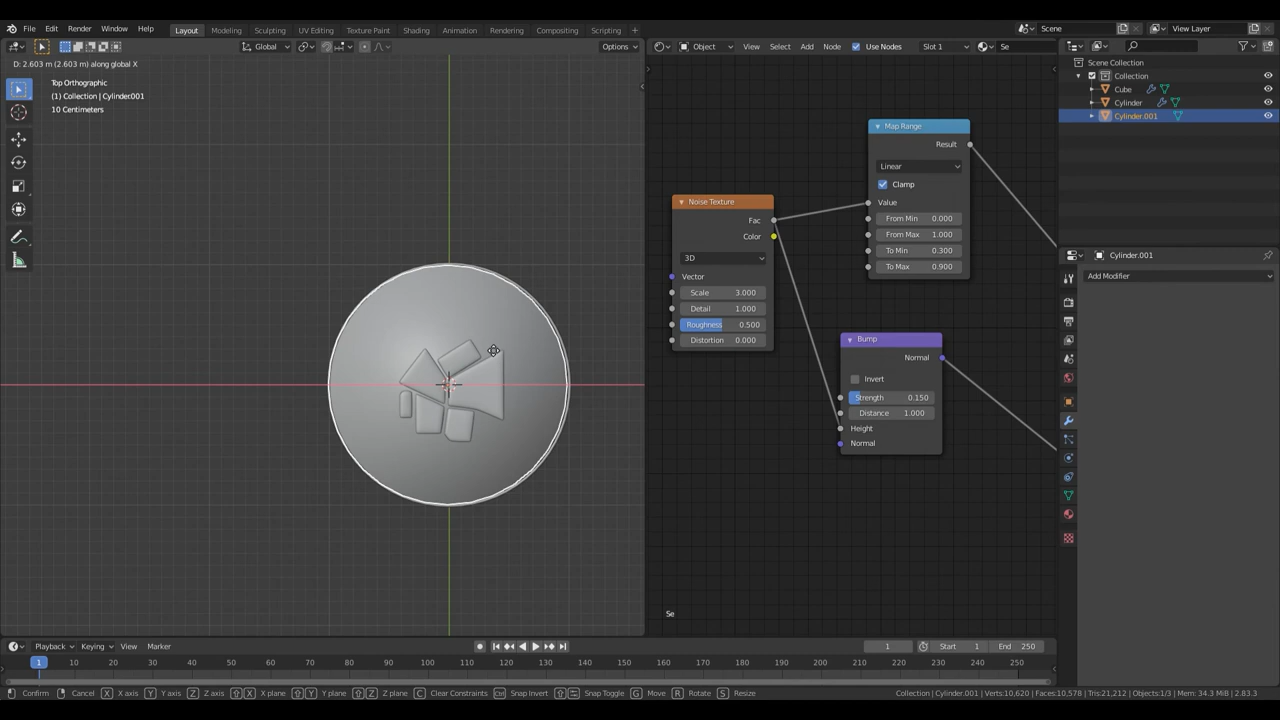 File Edit Render Window Help Layout Modeling Sculpting UV Editing Texture Paint Shading Animation Rendering Compositing Scripting + Scene View Layer
Global Options Object View Select Add Node Use Nodes Slot 1 Se
D: 2.603 m (2.603 m) along global X
Top Orthographic
(1) Collection | Cylinder.001
10 Centimeters
Noise Texture
Fac
Color
3D
Vector
Scale 3.000
Detail 1.000
Roughness 0.500
Distortion 0.000
Map Range
Result
Linear
Clamp
Value
From Min 0.000
From Max 1.000
To Min 0.300
To Max 0.900
Bump
Normal
Invert
Strength 0.150
Distance 1.000
Height
Normal
Se
Scene Collection
Collection
Cube
Cylinder
Cylinder.001
Cylinder.001
Add Modifier
Playback Keying View Marker 1 Start 1 End 250
1 10 20 30 40 50 60 70 80 90 100 110 120 130 140 150 160 170 180 190 200 210 220 230 240 250
Confirm Cancel X X axis Y Y axis Z Z axis X X plane Y Y plane Z Z plane C Clear Constraints Snap Invert Snap Toggle G Move R Rotate S Resize Collection | Cylinder.001 | Verts:10,620 | Faces:10,578 | Tris:21,212 | Objects:1/3 | Mem: 34.3 MiB | 2.83.3